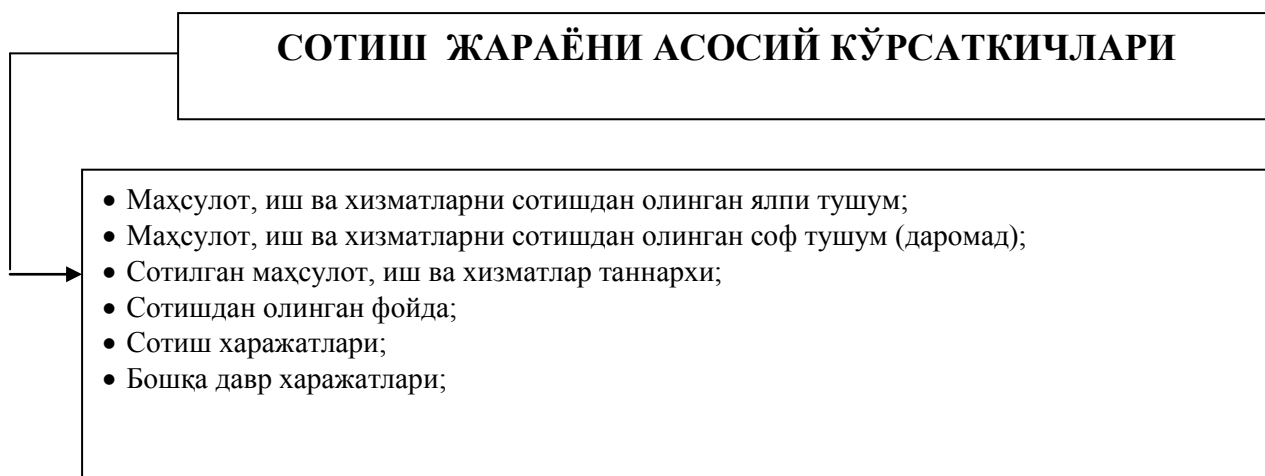 СОТИШ ЖАРАЁНИ АСОСИЙ КЎРСАТКИЧЛАРИ
• Маҳсулот, иш ва хизматларни сотишдан олинган ялпи тушум;
• Маҳсулот, иш ва хизматларни сотишдан олинган соф тушум (даромад);
• Сотилган маҳсулот, иш ва хизматлар таннархи;
• Сотишдан олинган фойда;
• Сотиш харажатлари;
• Бошқа давр харажатлари;